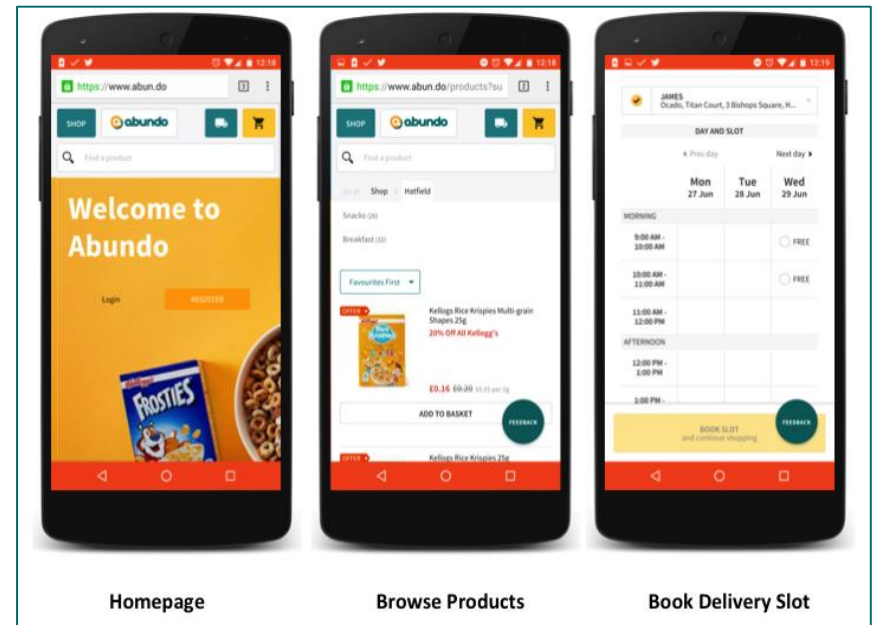 12:18
https://www.abun.do
SHOP
abundo
Find a product
Welcome to
Abundo
Login
REGISTER
Kellogg's
FROSTIES
Homepage
12:18
https://www.abun.do/products?su
SHOP
abundo
Find a product
Shop
Hatfield
Snacks
Breakfast
Favourites First
OFFER
Rice
Krispies
Kellogs Rice Krispies Multi-grain
Shapes 25g
20% Off All Kellogg's
£0.16 £0.20
ADD TO BASKET
FEEDBACK
OFFER
Kellogs Rice Krispies 25g
Browse Products
12:19
JAMES
Ocado, Titan Court, 3 Bishops Square, H...
DAY AND SLOT
Prev day
Next day
Mon
27 Jun
Tue
28 Jun
Wed
29 Jun
MORNING
9:00 AM -
10:00 AM
FREE
10:00 AM -
11:00 AM
FREE
11:00 AM -
12:00 PM
AFTERNOON
12:00 PM -
1:00 PM
1:00 PM -
BOOK SLOT
and continue shopping
FEEDBACK
Book Delivery Slot